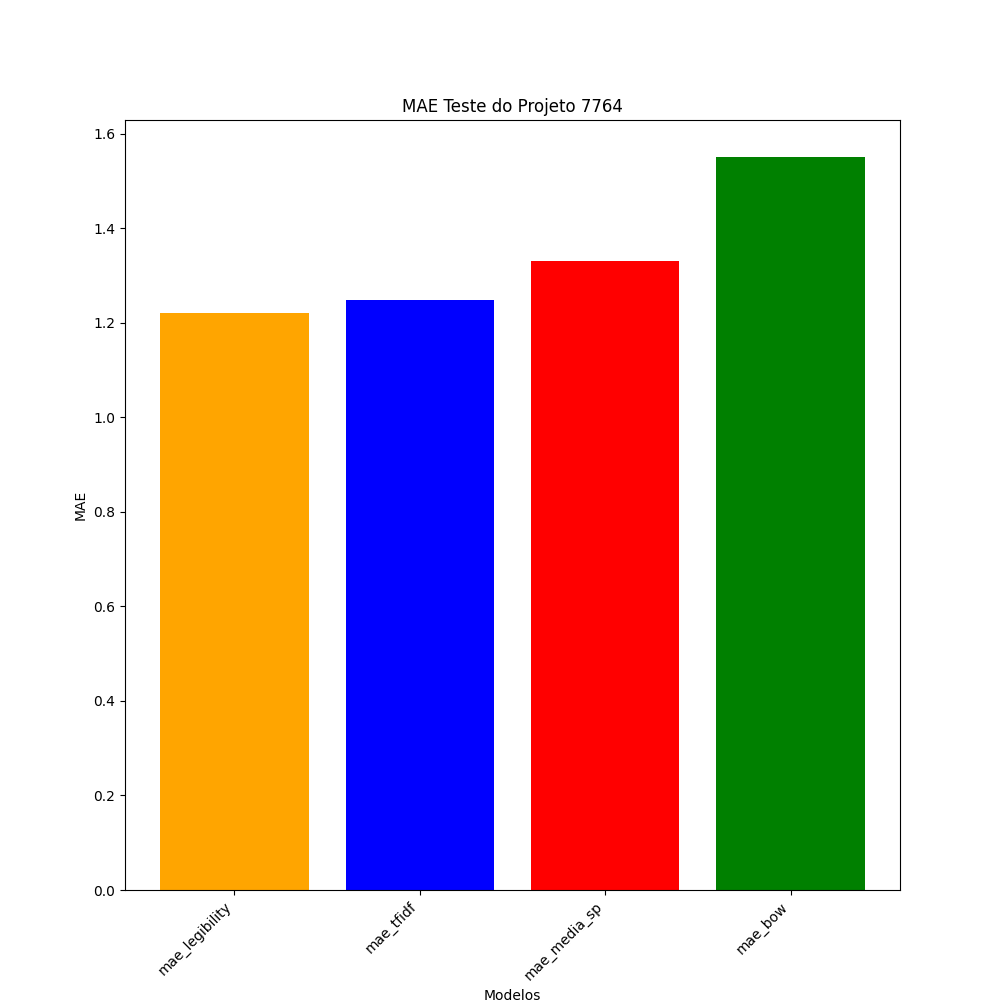 MAE Teste do Projeto 7764
1.6
1.4
1.2
1.0
0.8
0.6
0.4
0.2
0.0
MAE
mae_legibility
mae_tfidf
mae_media_sp
mae_bow
Modelos